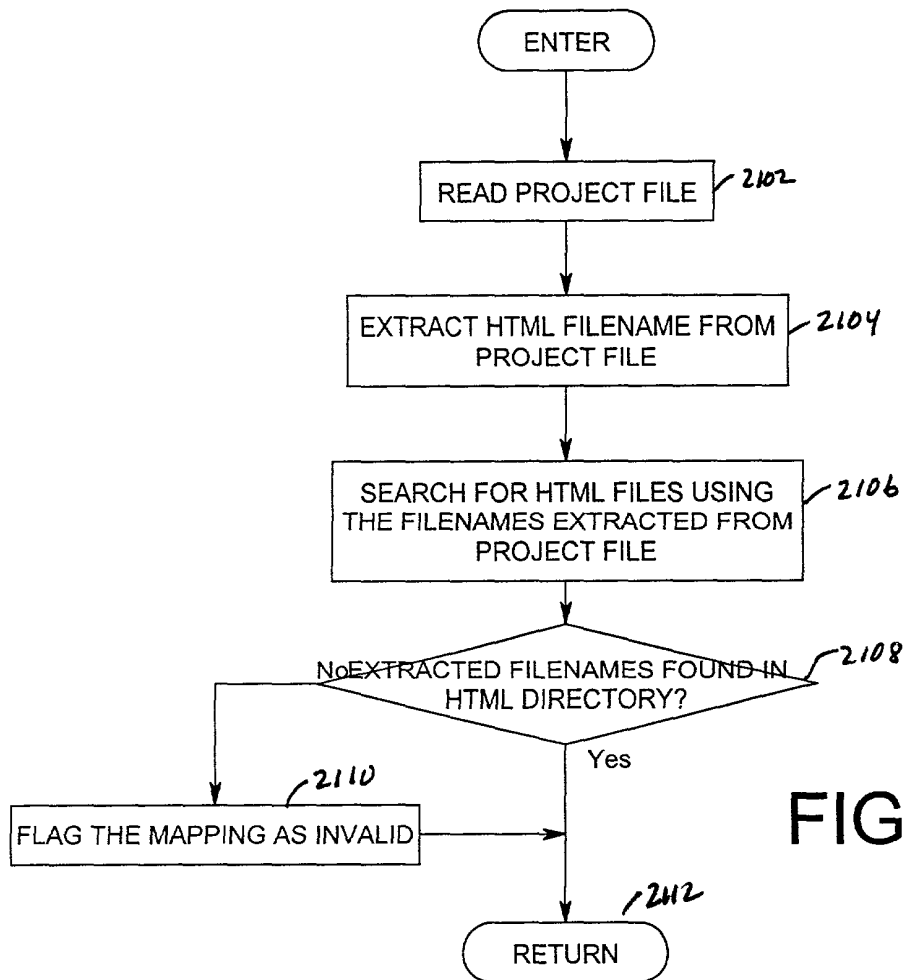 ENTER
READ PROJECT FILE
2102
EXTRACT HTML FILENAME FROM
PROJECT FILE
2104
SEARCH FOR HTML FILES USING
THE FILENAMES EXTRACTED FROM
PROJECT FILE
2106
No
EXTRACTED FILENAMES FOUND IN
HTML DIRECTORY?
2108
Yes
2110
FLAG THE MAPPING AS INVALID
FIG
2112
RETURN